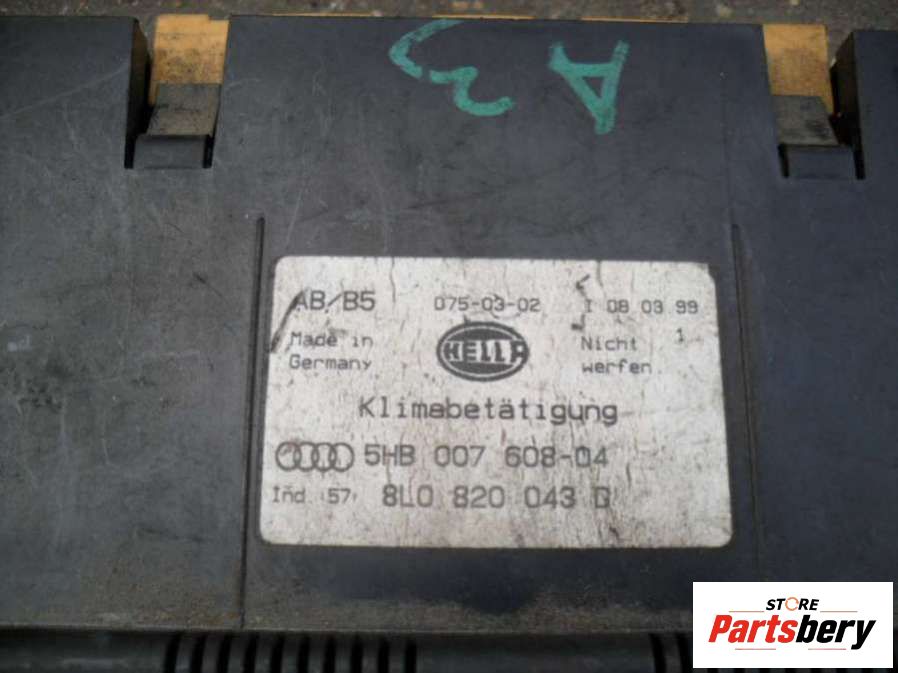 A3
AB/B5 075-03-02 I 08 03 99
Made in Germany
HELLA
Nicht werfen 1
Klimabetätigung
5HB 007 608-04
Ind (57) 8L0 820 043 D
STORE
Partsbery